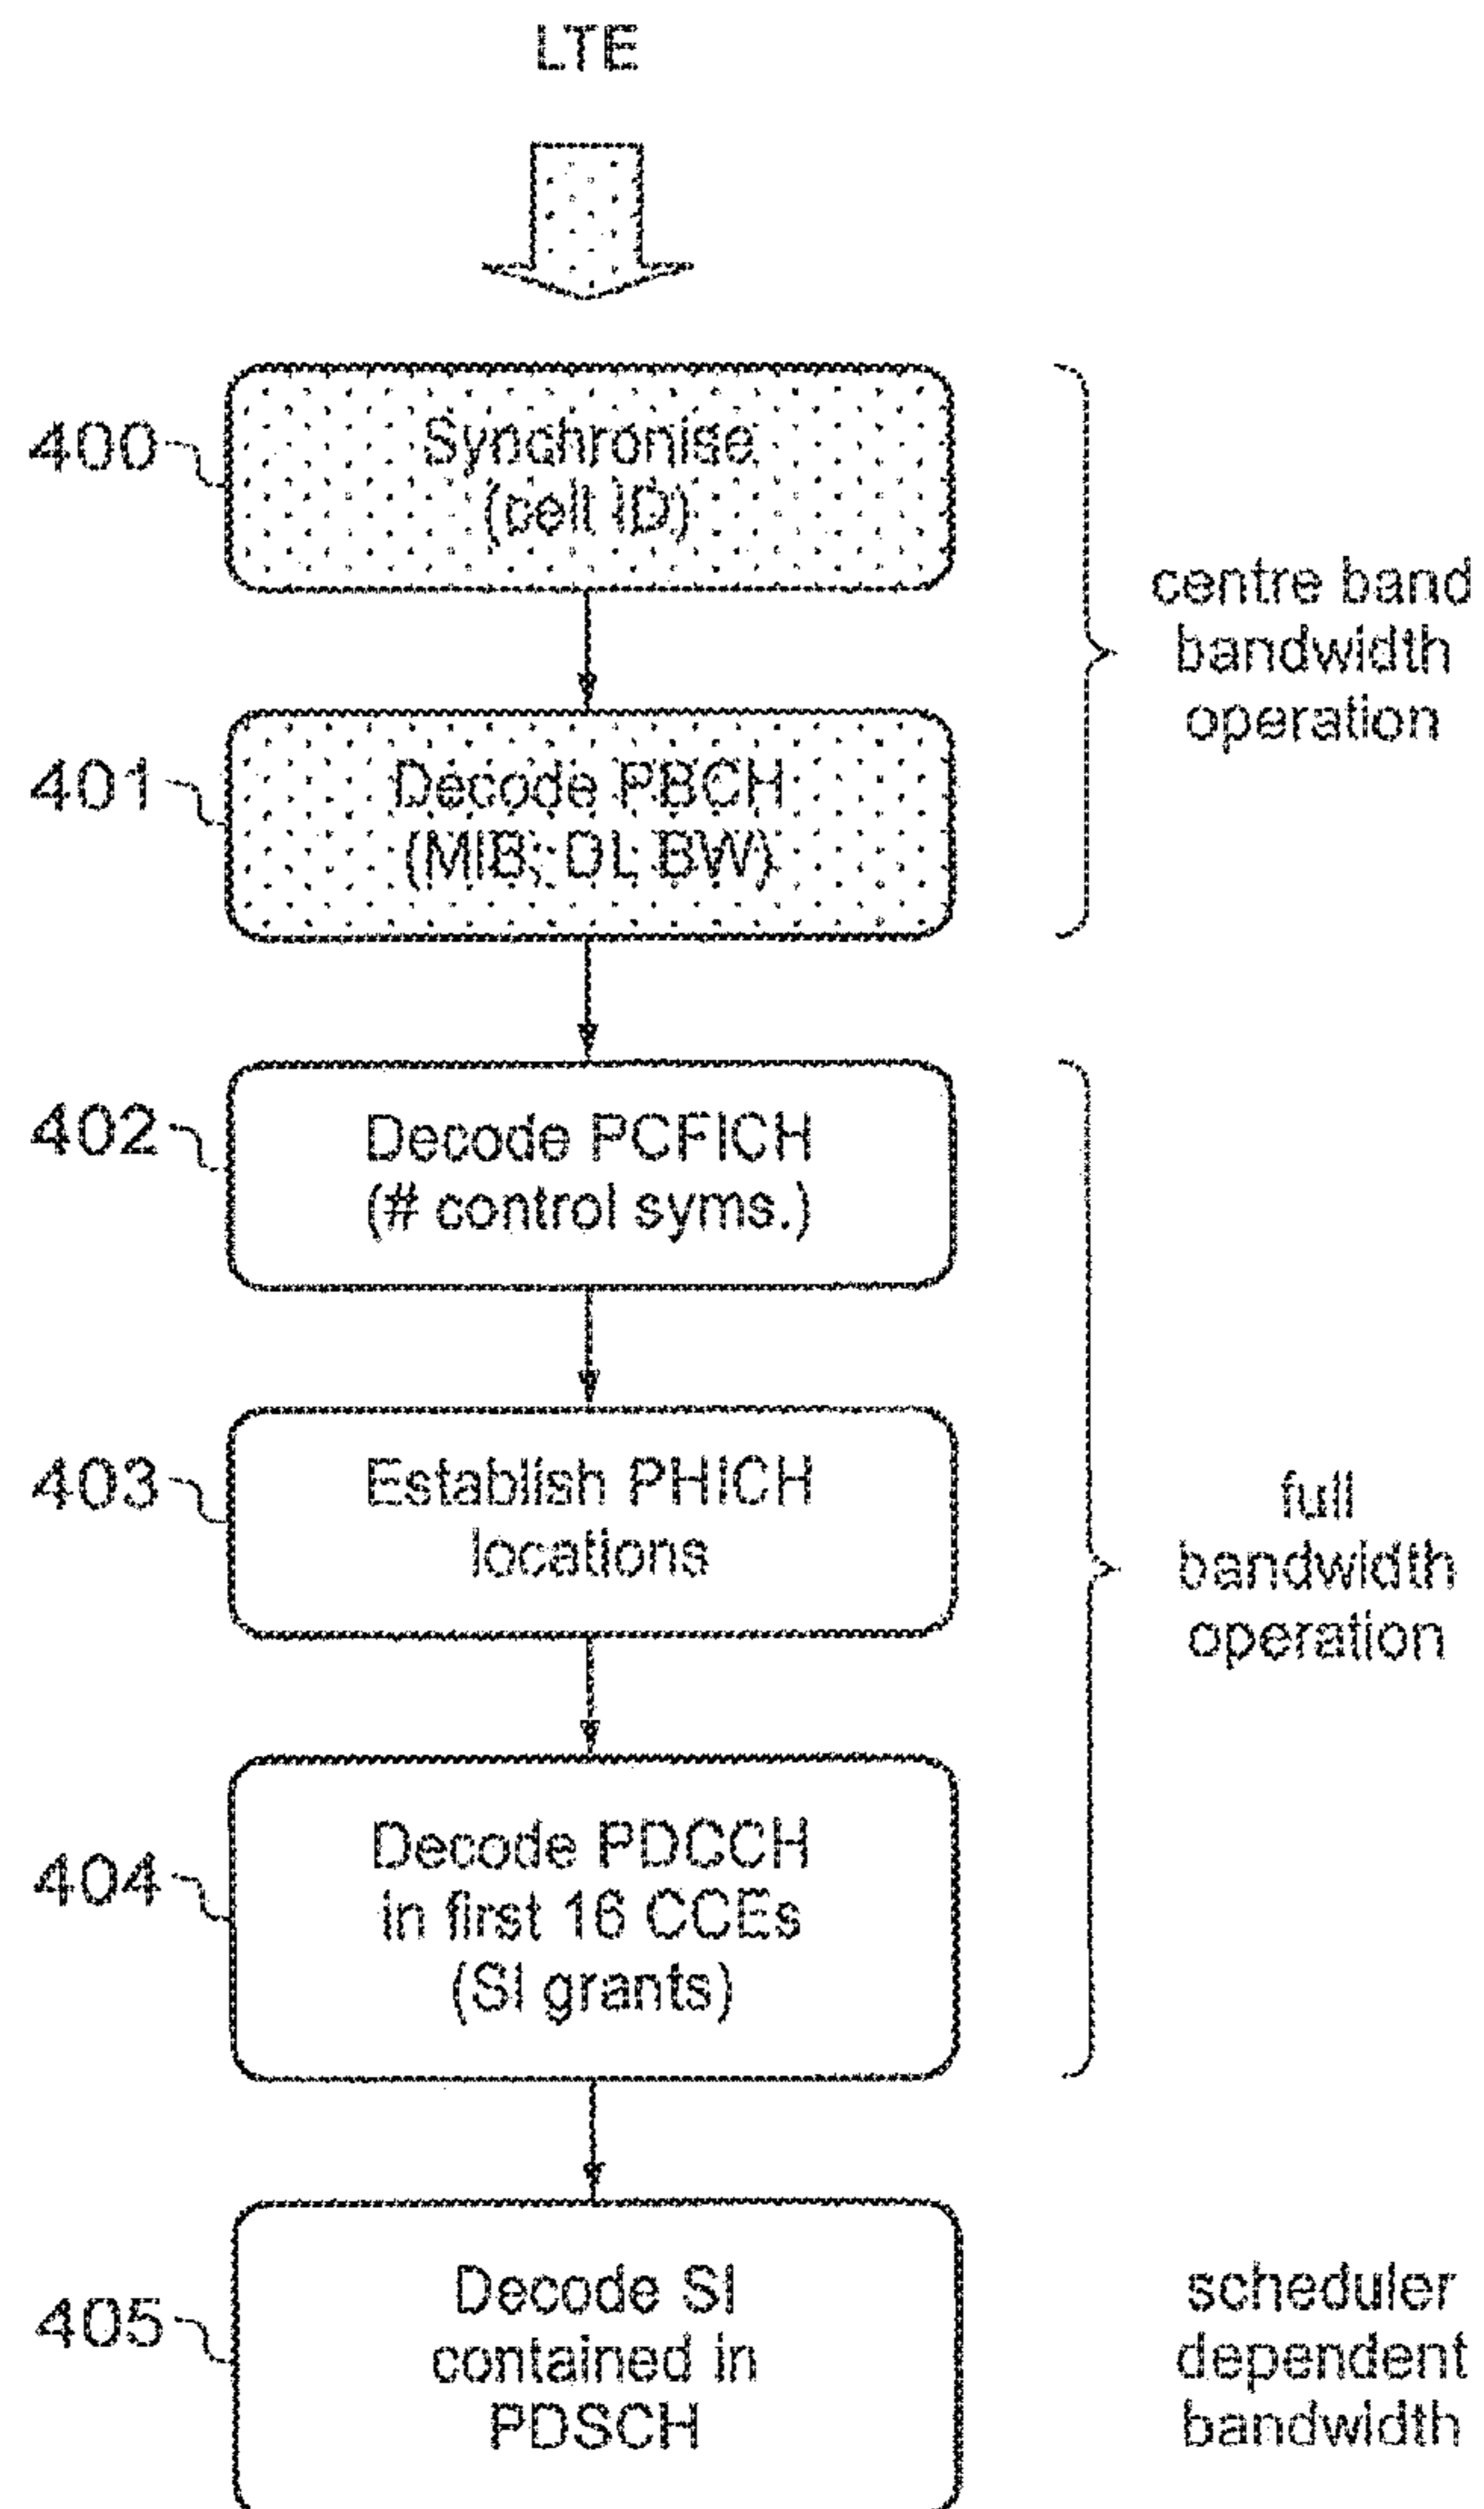 LTE
400
Synchronise
(cell ID)
centre band
bandwidth
operation
401
Decode PBCH
(MIB; DL BW)
402
Decode PCFICH
(# control syms.)
403
Establish PHICH
locations
full
bandwidth
operation
404
Decode PDCCH
in first 16 CCEs
(SI grants)
405
Decode SI
contained in
PDSCH
scheduler
dependent
bandwidth